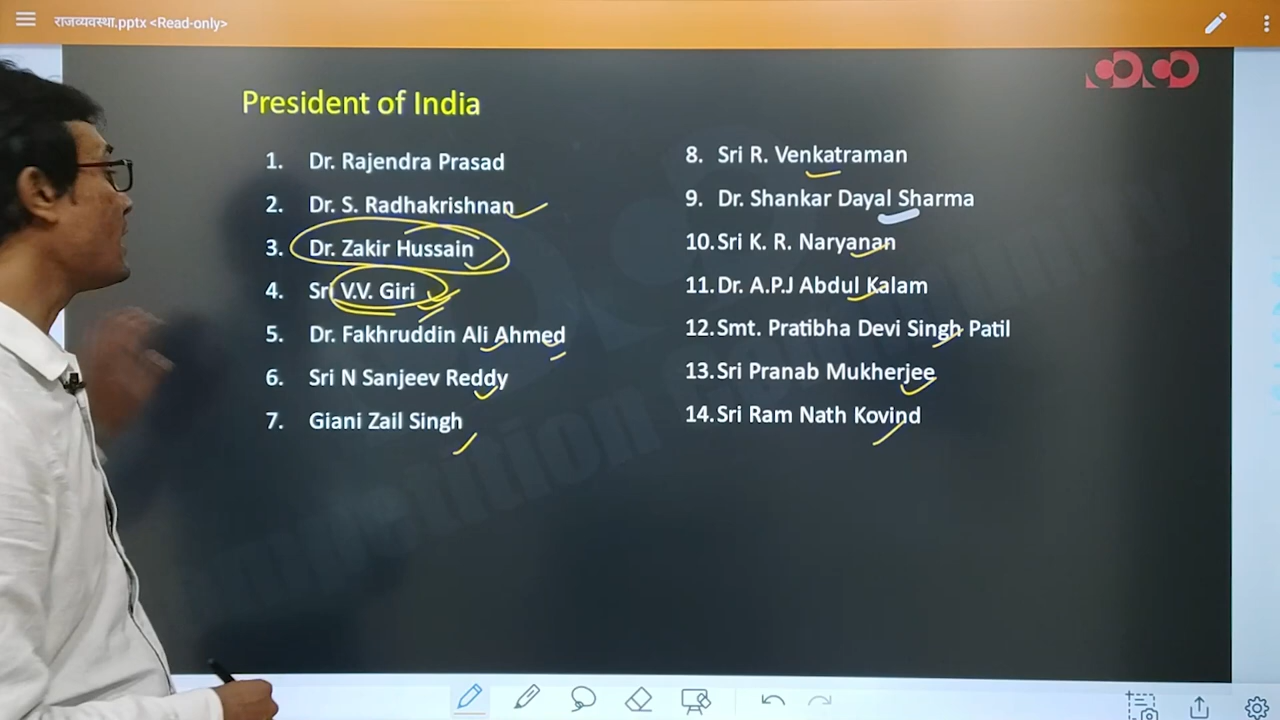 राजव्यवस्था.pptx <Read-only>
President of India
1. Dr. Rajendra Prasad
2. Dr. S. Radhakrishnan
3. Dr. Zakir Hussain
4. Sri V.V. Giri
5. Dr. Fakhruddin Ali Ahmed
6. Sri N Sanjeev Reddy
7. Giani Zail Singh
8. Sri R. Venkatraman
9. Dr. Shankar Dayal Sharma
10. Sri K. R. Naryanan
11. Dr. A.P.J Abdul Kalam
12. Smt. Pratibha Devi Singh Patil
13. Sri Pranab Mukherjee
14. Sri Ram Nath Kovind